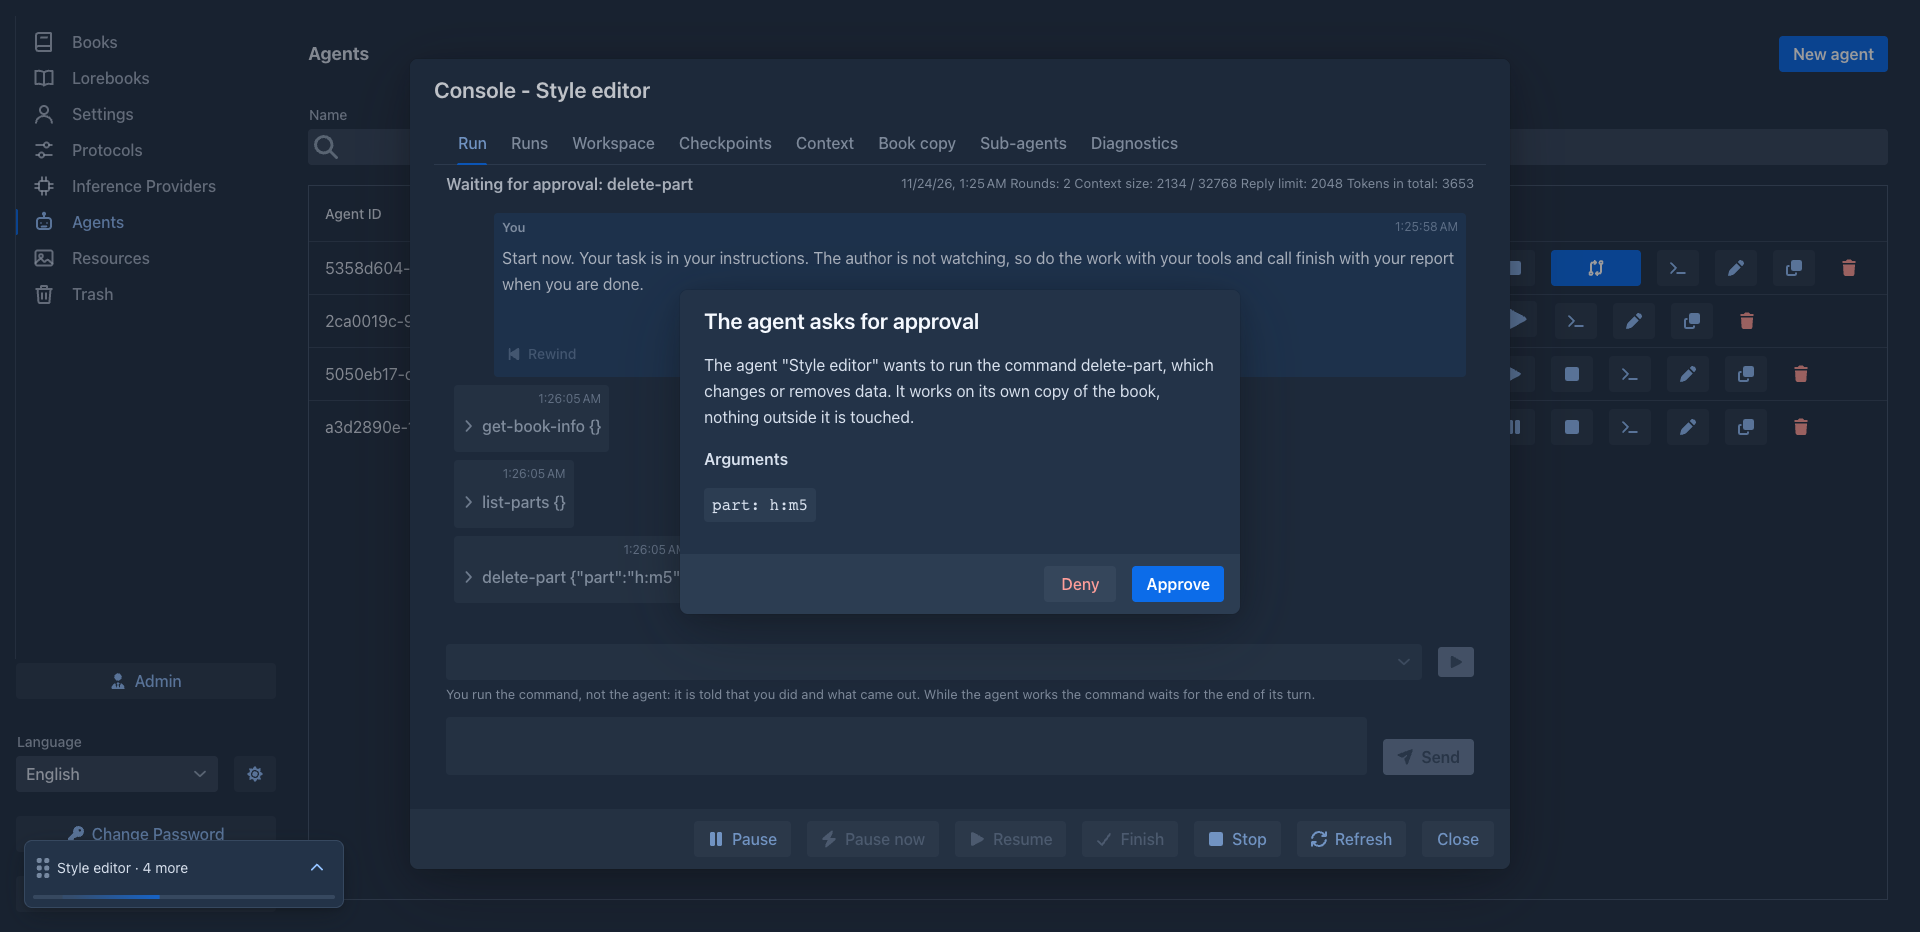 Books
Lorebooks
Settings
Protocols
Inference Providers
Agents
Resources
Trash
Admin
Language
English
Change Password
Style editor · 4 more
Agents
New agent
Name
Agent ID
5358d604-
2ca0019c-9
5050eb17-
a3d2890e-
Console - Style editor
Run Runs Workspace Checkpoints Context Book copy Sub-agents Diagnostics
Waiting for approval: delete-part
11/24/26, 1:25 AM Rounds: 2 Context size: 2134 / 32768 Reply limit: 2048 Tokens in total: 3653
You
1:25:58 AM
Start now. Your task is in your instructions. The author is not watching, so do the work with your tools and call finish with your report
when you are done.
Rewind
1:26:05 AM
get-book-info {}
1:26:05 AM
list-parts {}
1:26:05 AM
delete-part {"part":"h:m5"
The agent asks for approval
The agent "Style editor" wants to run the command delete-part, which
changes or removes data. It works on its own copy of the book,
nothing outside it is touched.
Arguments
part: h:m5
Deny
Approve
You run the command, not the agent: it is told that you did and what came out. While the agent works the command waits for the end of its turn.
Send
Pause Pause now Resume Finish Stop Refresh Close